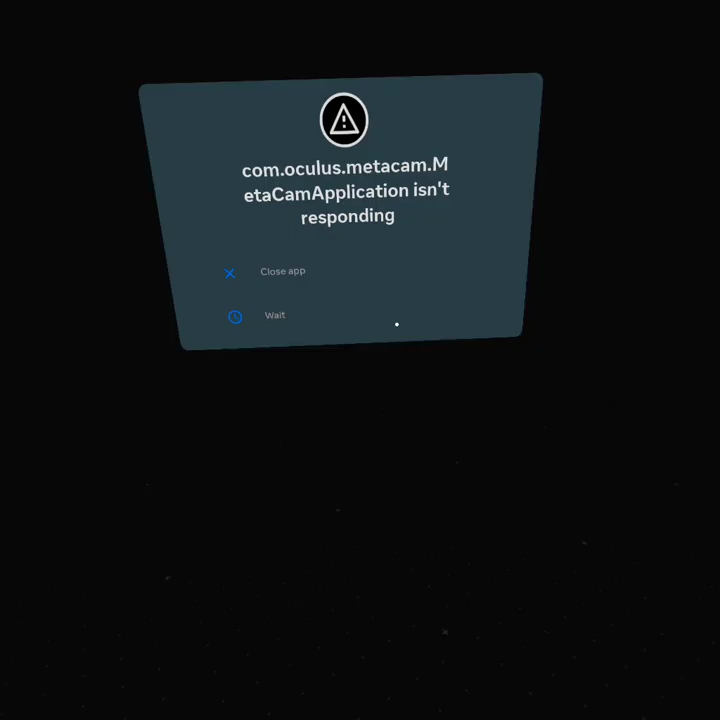 com.oculus.metacam.M
etaCamApplication isn't
responding
Close app
Wait